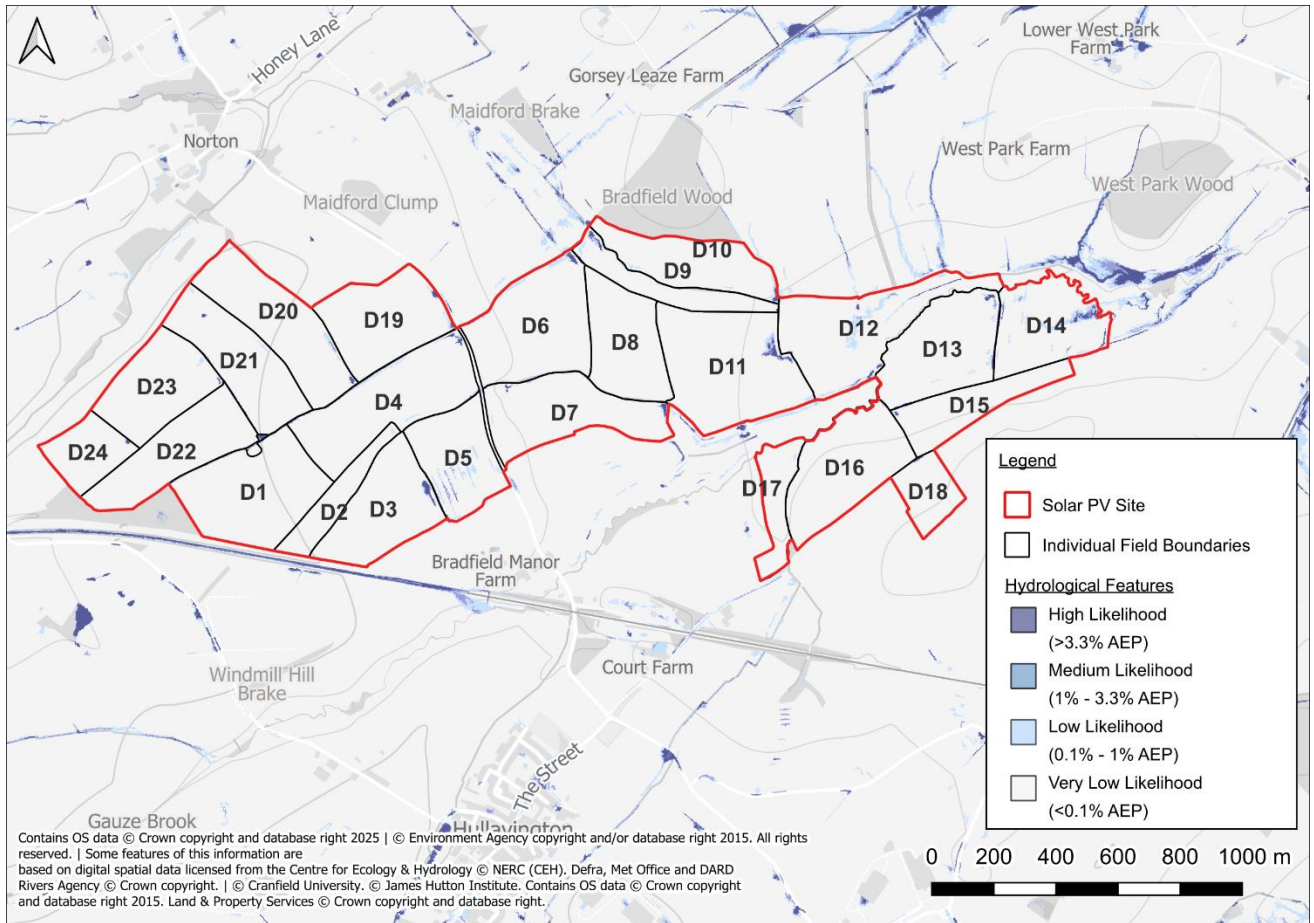 Lower West Park
Farm
Honey Lane
Gorsey Leaze Farm
Maidford Brake
Norton
West Park Farm
West Park Wood
Bradfield Wood
Maidford Clump
D10
D9
D20
D19
D6
D12
D14
D13
D21
D8
D11
D23
D4
D7
D15
D24
D22
D5
D16
D1
D2
D3
D17
D18
Bradfield Manor
Farm
Court Farm
Windmill Hill
Brake
The Street
Gauze Brook
Hullavington
Legend
Solar PV Site
Individual Field Boundaries
Hydrological Features
High Likelihood
(>3.3% AEP)
Medium Likelihood
(1% - 3.3% AEP)
Low Likelihood
(0.1% - 1% AEP)
Very Low Likelihood
(<0.1% AEP)
0 200 400 600 800 1000 m
Contains OS data © Crown copyright and database right 2025 | © Environment Agency copyright and/or database right 2015. All rights
reserved. | Some features of this information are
based on digital spatial data licensed from the Centre for Ecology & Hydrology © NERC (CEH). Defra, Met Office and DARD
Rivers Agency © Crown copyright. | © Cranfield University. © James Hutton Institute. Contains OS data © Crown copyright
and database right 2015. Land & Property Services © Crown copyright and database right.